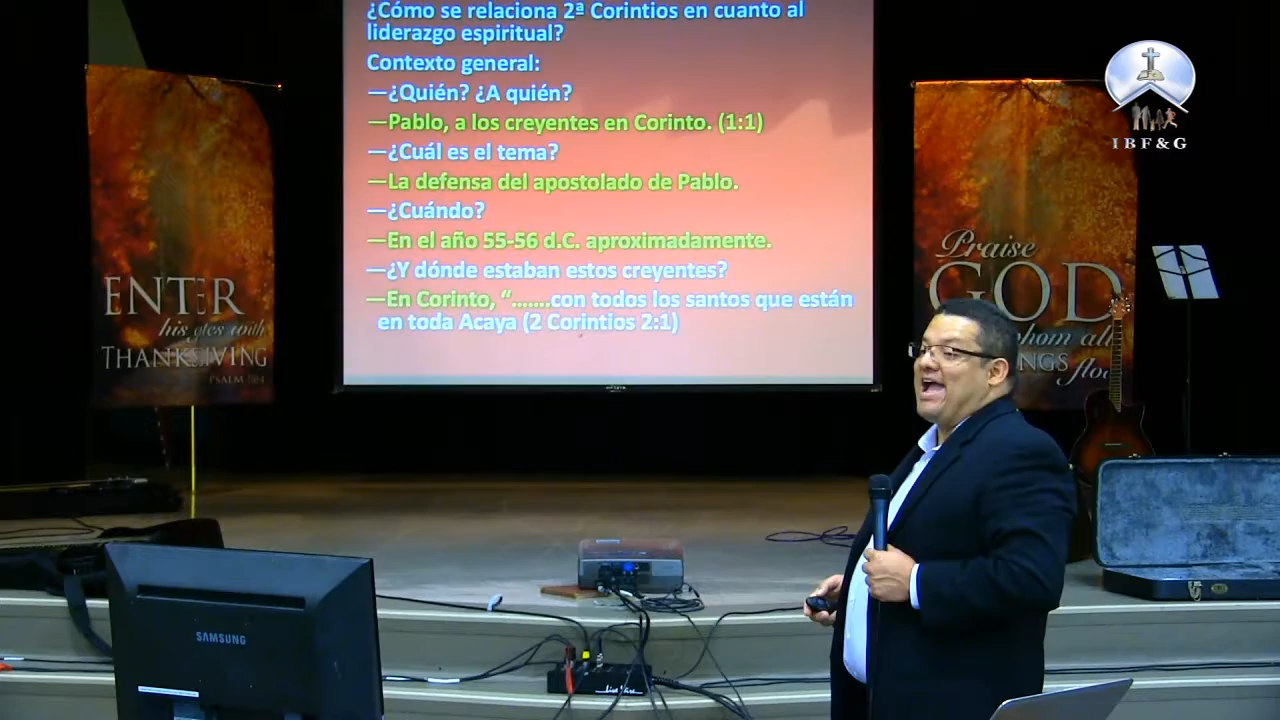 ¿Cómo se relaciona 2ª Corintios en cuanto al
liderazgo espiritual?
Contexto general:
—¿Quién? ¿A quién?
—Pablo, a los creyentes en Corinto. (1:1)
—¿Cuál es el tema?
—La defensa del apostolado de Pablo.
—¿Cuándo?
—En el año 55-56 d.C. aproximadamente.
—¿Y dónde estaban estos creyentes?
—En Corinto, “.......con todos los santos que están
en toda Acaya (2 Corintios 2:1)
IBF&G
ENTER
his gates with
THANKSGIVING
Praise
GOD
whom all
SAMSUNG